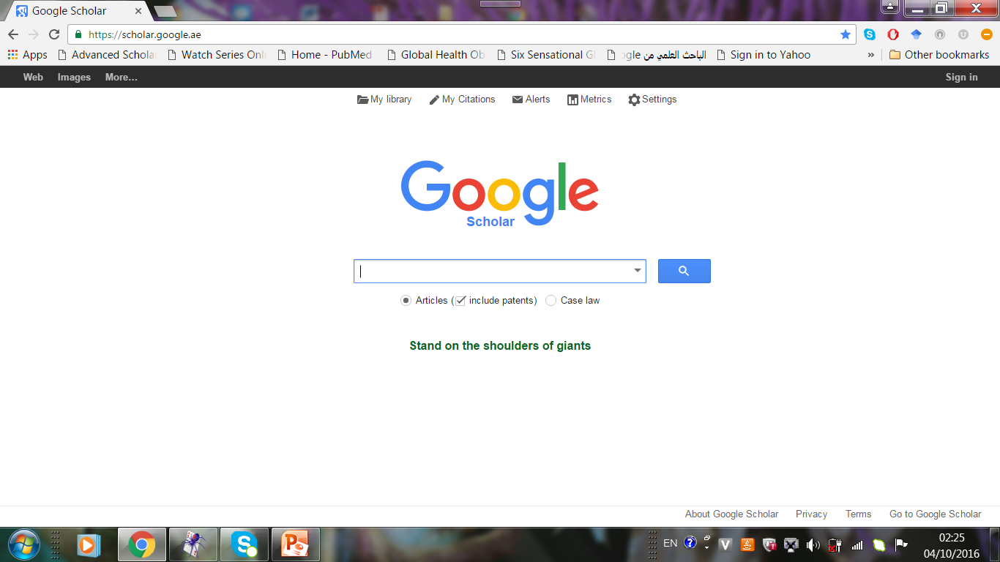 Google Scholar
https://scholar.google.ae
Apps Advanced Schola Watch Series Onli Home - PubMed Global Health Ob Six Sensational Gl ogle الباحث العلمي من Sign in to Yahoo » Other bookmarks
Web Images More... Sign in
My library My Citations Alerts Metrics Settings
Google
Scholar
Articles ( include patents) Case law
Stand on the shoulders of giants
About Google Scholar Privacy Terms Go to Google Scholar
EN 02:25
04/10/2016